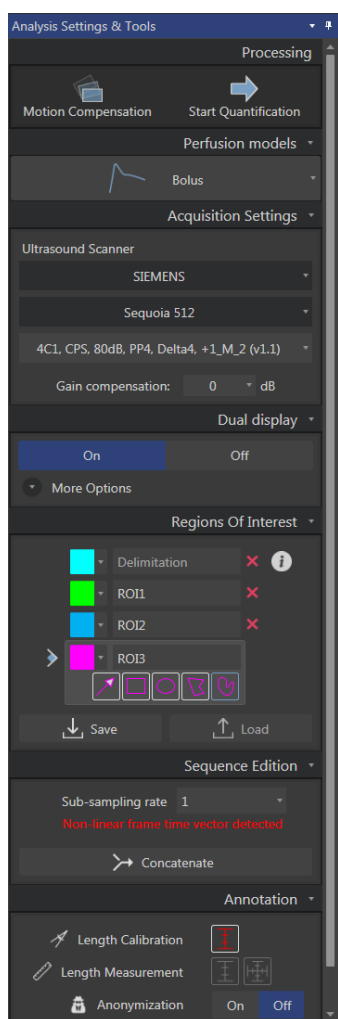 Analysis Settings & Tools
Processing
Motion Compensation
Start Quantification
Perfusion models
Bolus
Acquisition Settings
Ultrasound Scanner
SIEMENS
Sequoia 512
4C1, CPS, 80dB, PP4, Delta4, +1_M_2 (v1.1)
Gain compensation: 0 dB
Dual display
On Off
More Options
Regions Of Interest
Delimitation
ROI1
ROI2
ROI3
Save Load
Sequence Edition
Sub-sampling rate 1
Non-linear frame time vector detected
Concatenate
Annotation
Length Calibration
Length Measurement
Anonymization On Off